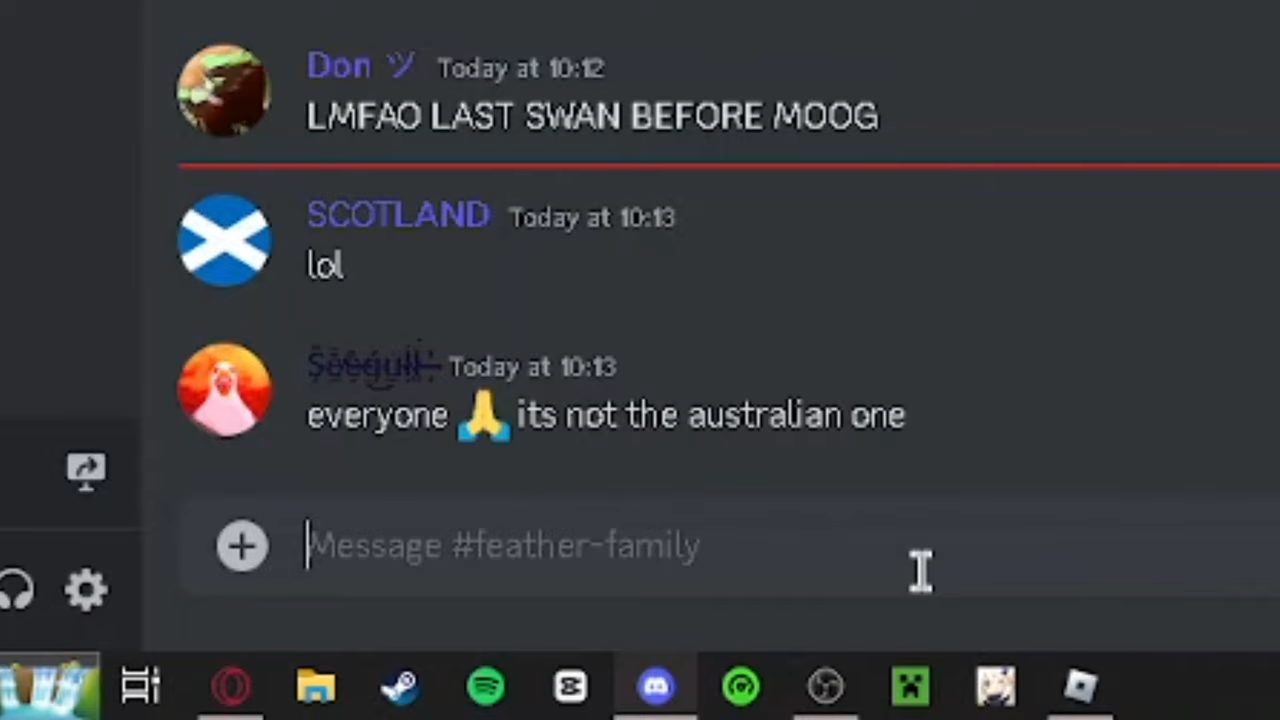 Don ツ Today at 10:12
LMFAO LAST SWAN BEFORE MOOG
SCOTLAND Today at 10:13
lol
Seegull Today at 10:13
everyone 🙏 its not the australian one
Message #feather-family